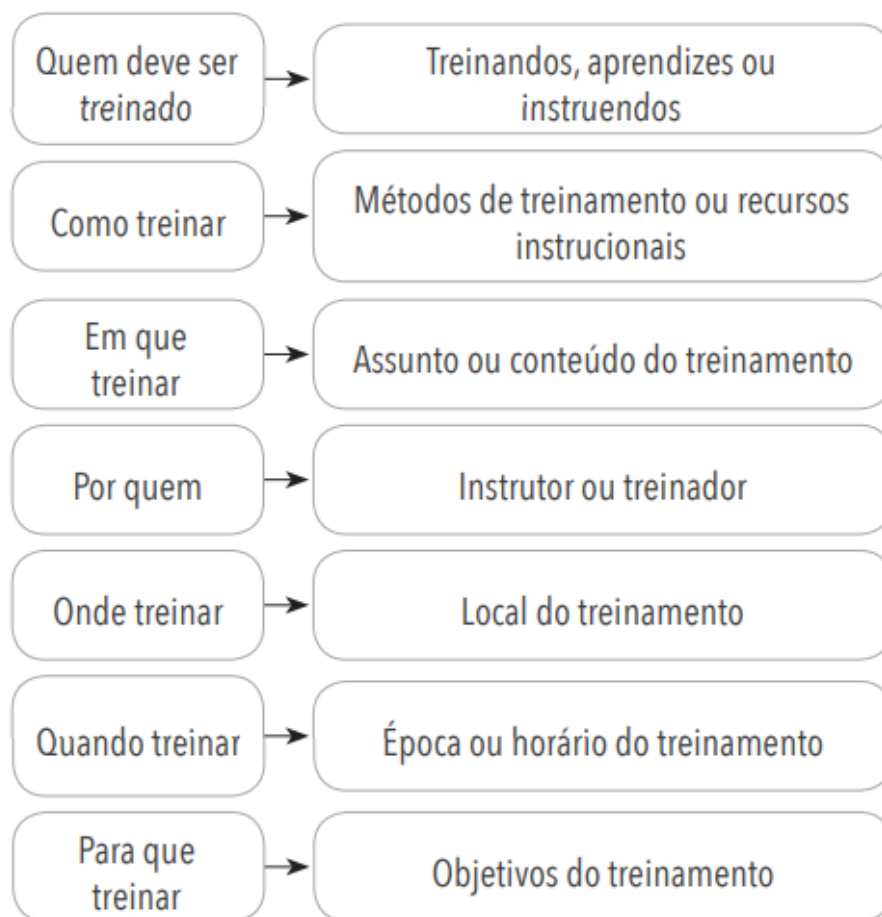 Quem deve ser
treinado
Treinandos, aprendizes ou
instruendos
Como treinar
Métodos de treinamento ou recursos
instrucionais
Em que
treinar
Assunto ou conteúdo do treinamento
Por quem
Instrutor ou treinador
Onde treinar
Local do treinamento
Quando treinar
Época ou horário do treinamento
Para que
treinar
Objetivos do treinamento